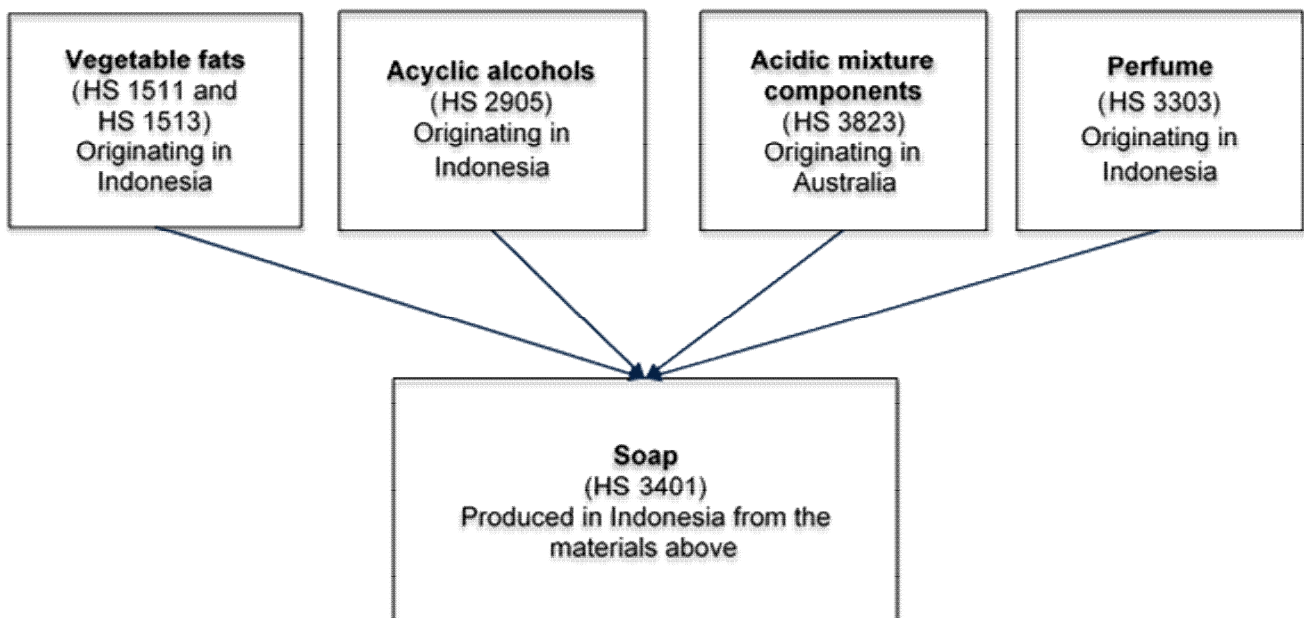 Vegetable fats
(HS 1511 and
HS 1513)
Originating in
Indonesia
Acyclic alcohols
(HS 2905)
Originating in
Indonesia
Acidic mixture
components
(HS 3823)
Originating in
Australia
Perfume
(HS 3303)
Originating in
Indonesia
Soap
(HS 3401)
Produced in Indonesia from the
materials above